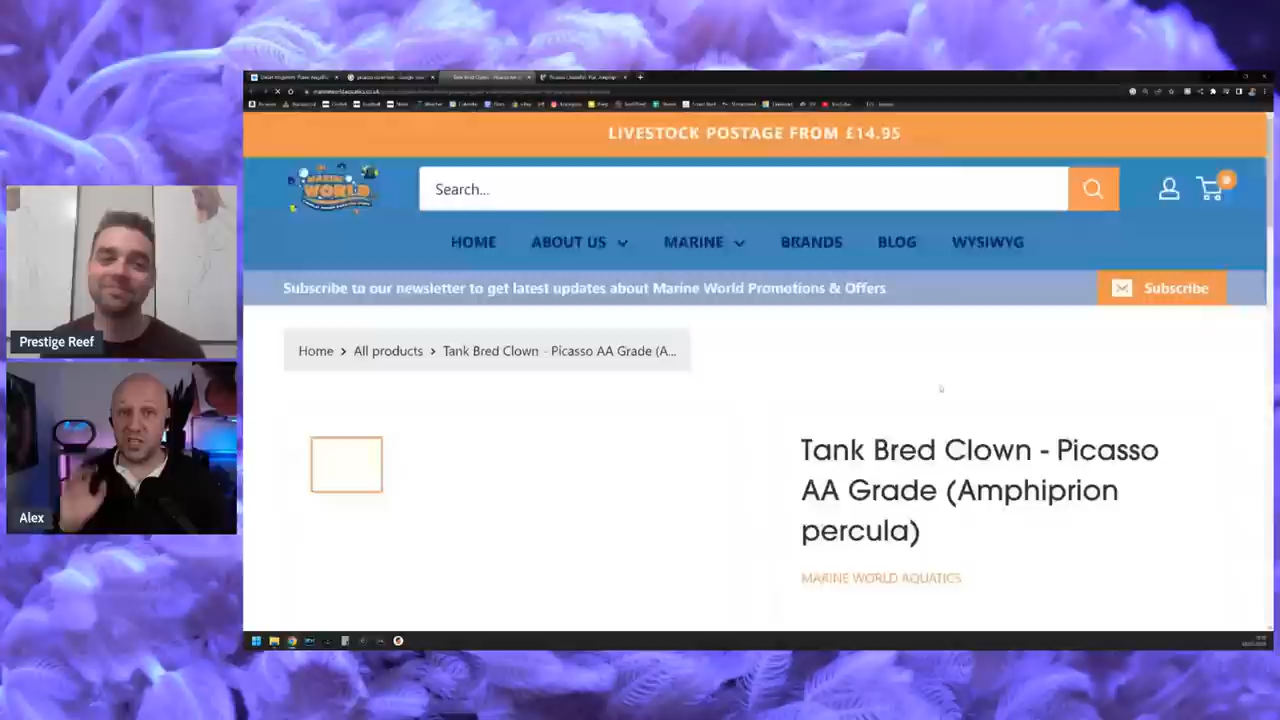 LIVESTOCK POSTAGE FROM £14.95
MARINE
WORLD
Search...
HOME
ABOUT US
MARINE
BRANDS
BLOG
WYSIWYG
Subscribe to our newsletter to get latest updates about Marine World Promotions & Offers
Subscribe
Home > All products > Tank Bred Clown - Picasso AA Grade (A...
Prestige Reef
Alex
Tank Bred Clown - Picasso
AA Grade (Amphiprion
percula)
MARINE WORLD AQUATICS